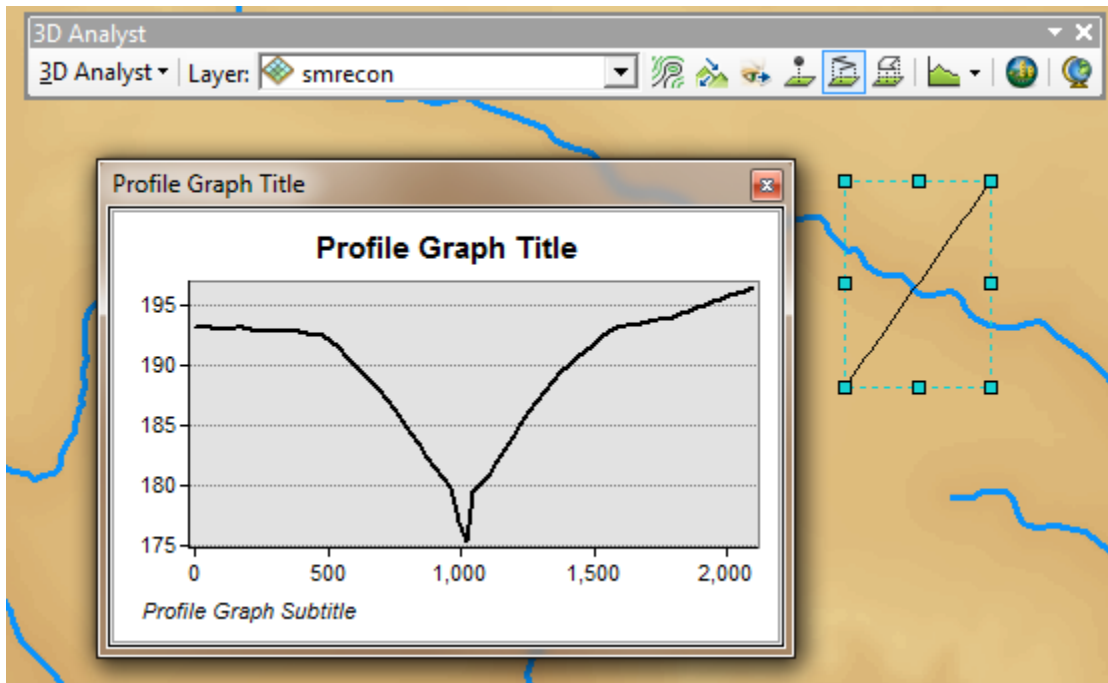 3D Analyst
3D Analyst Layer: smrecon
Profile Graph Title
Profile Graph Title
195
190
185
180
175
0 500 1,000 1,500 2,000
Profile Graph Subtitle